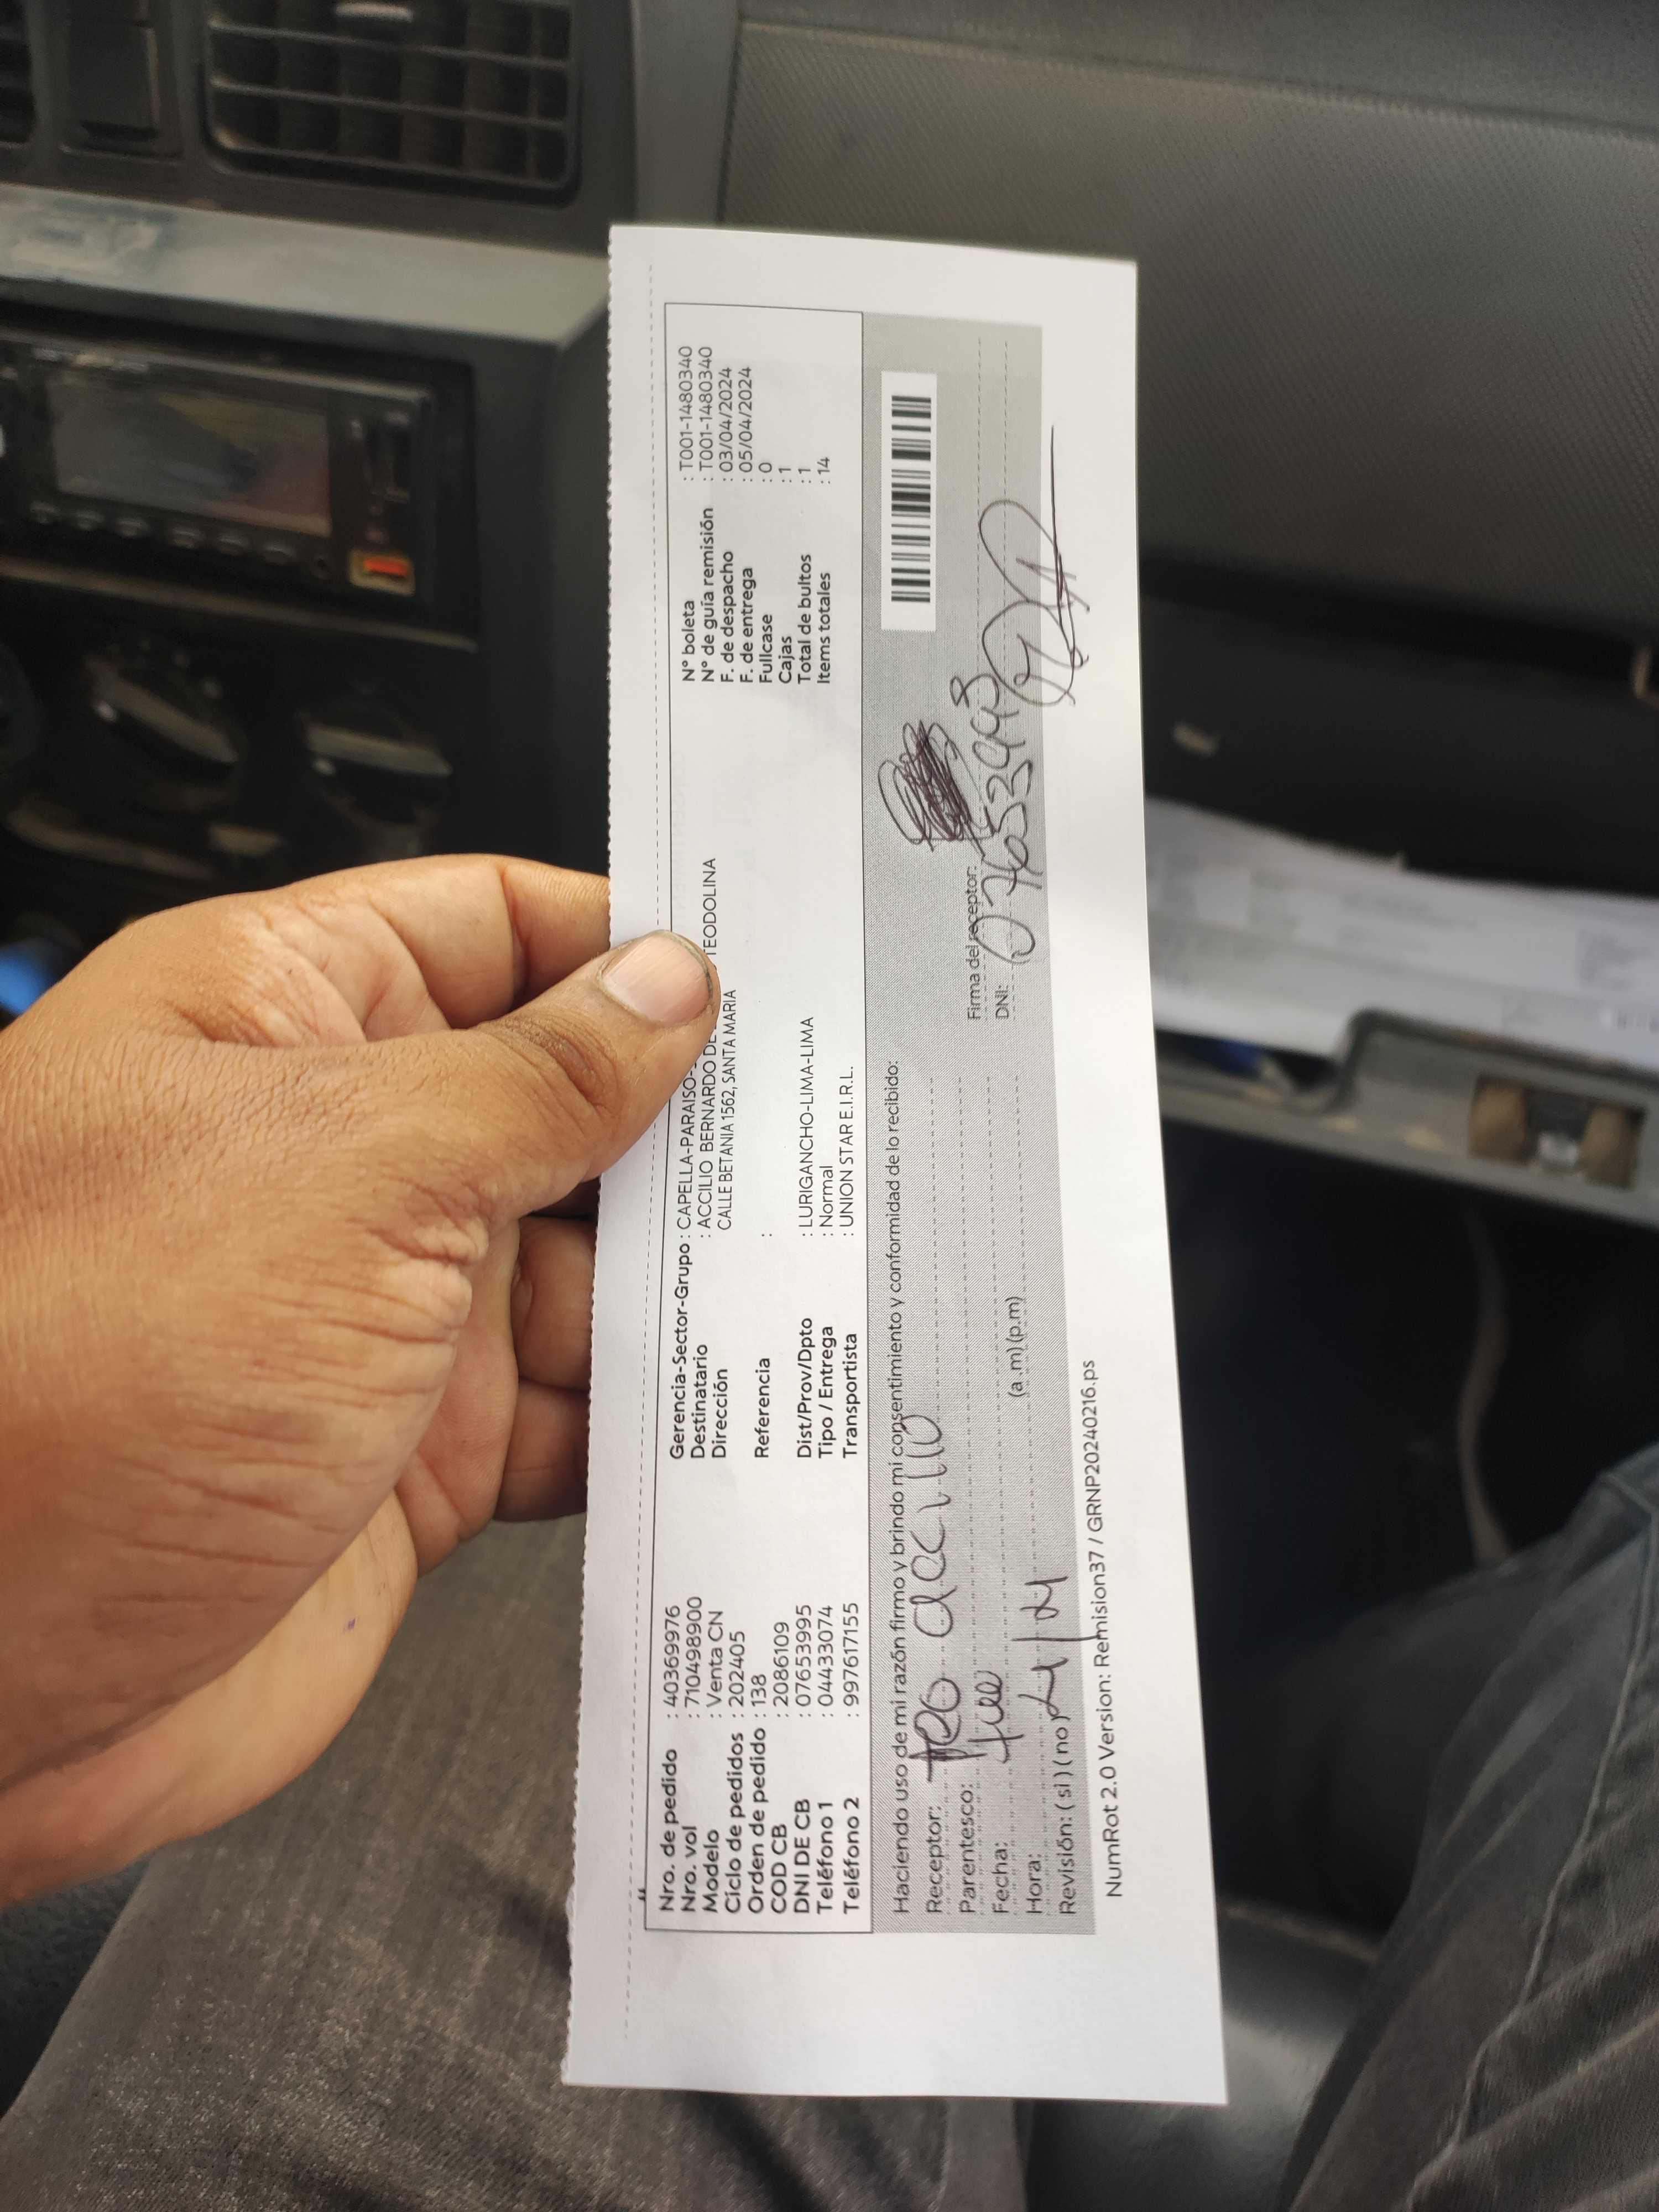 Nro. de pedido : 40369976
Nro. vol : 710498900
Modelo : Venta CN
Ciclo de pedidos : 202405
Orden de pedido : 138
COD CB : 2086109
DNI DE CB : 07653995
Teléfono 1 : 04433074
Teléfono 2 : 997617155
Gerencia-Sector-Grupo : CAPELLA-PARAISO-
Destinatario : ACCILIO BERNARDO DE TEODOLINA
Dirección CALLE BETANIA 1562, SANTA MARIA
Referencia :
Dist/Prov/Dpto : LURIGANCHO-LIMA-LIMA
Tipo / Entrega : Normal
Transportista : UNION STAR E.I.R.L.
N° boleta : T001-1480340
N° de guía remisión : T001-1480340
F. de despacho : 03/04/2024
F. de entrega : 05/04/2024
Fullcase : 0
Cajas : 1
Total de bultos : 1
Items totales : 14
Haciendo uso de mi razón firmo y brindo mi consentimiento y conformidad de lo recibido:
Receptor: acilio
Parentesco:
Fecha:
Hora: (a.m) (p.m)
Revisión: (si) (no)
Firma del receptor:
DNI:
NumRot 2.0 Version: Remision37 / GRNP20240216.ps